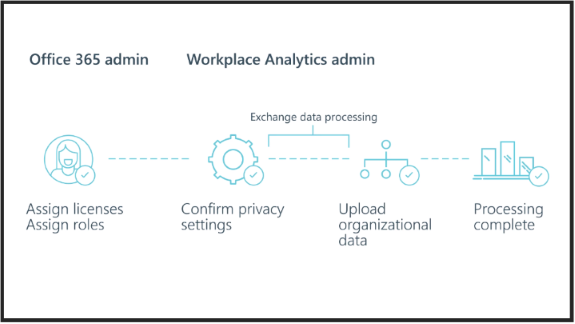 Office 365 admin
Workplace Analytics admin
Exchange data processing
Assign licenses
Assign roles
Confirm privacy
settings
Upload
organizational
data
Processing
complete